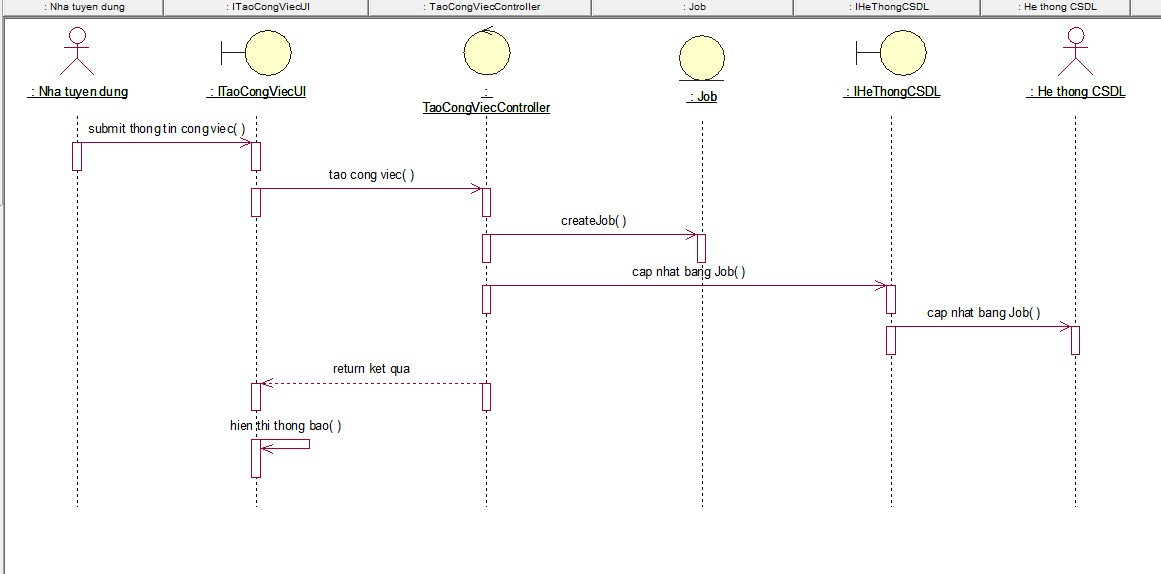 : Nha tuyen dung
: ITaoCongViecUI
: TaoCongViecController
: Job
: IHeThongCSDL
: He thong CSDL
: Nha tuyen dung
: ITaoCongViecUI
:
TaoCongViecController
: Job
: IHeThongCSDL
: He thong CSDL
submit thong tin cong viec( )
tao cong viec( )
createJob( )
cap nhat bang Job( )
cap nhat bang Job( )
return ket qua
hien thi thong bao( )